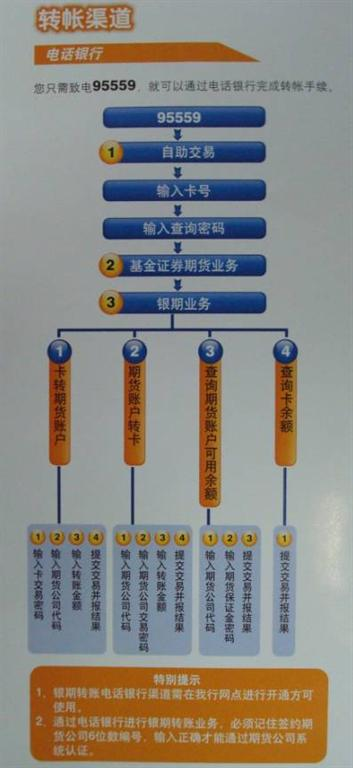 转帐渠道
电话银行
您只需致电95559，就可以通过电话银行完成转帐手续。
95559
1 自助交易
输入卡号
输入查询密码
2 基金证券期货业务
3 银期业务
1 卡转期货账户
2 期货账户转卡
3 查询期货账户可用余额
4 查询卡余额
1 输入卡交易密码
2 输入期货公司代码
3 输入转账金额
4 提交交易并报结果
1 输入期货公司代码
2 输入期货公司交易密码
3 输入转账金额
4 提交交易并报结果
1 输入期货公司代码
2 输入期货保证金密码
3 提交交易并报结果
1 提交交易并报结果
特别提示
1、银期转账电话银行渠道需在我行网点进行开通方可
使用。
2、通过电话银行进行银期转账业务，必须记住签约期
货公司6位数编号，输入正确才能通过期货公司系
统认证。